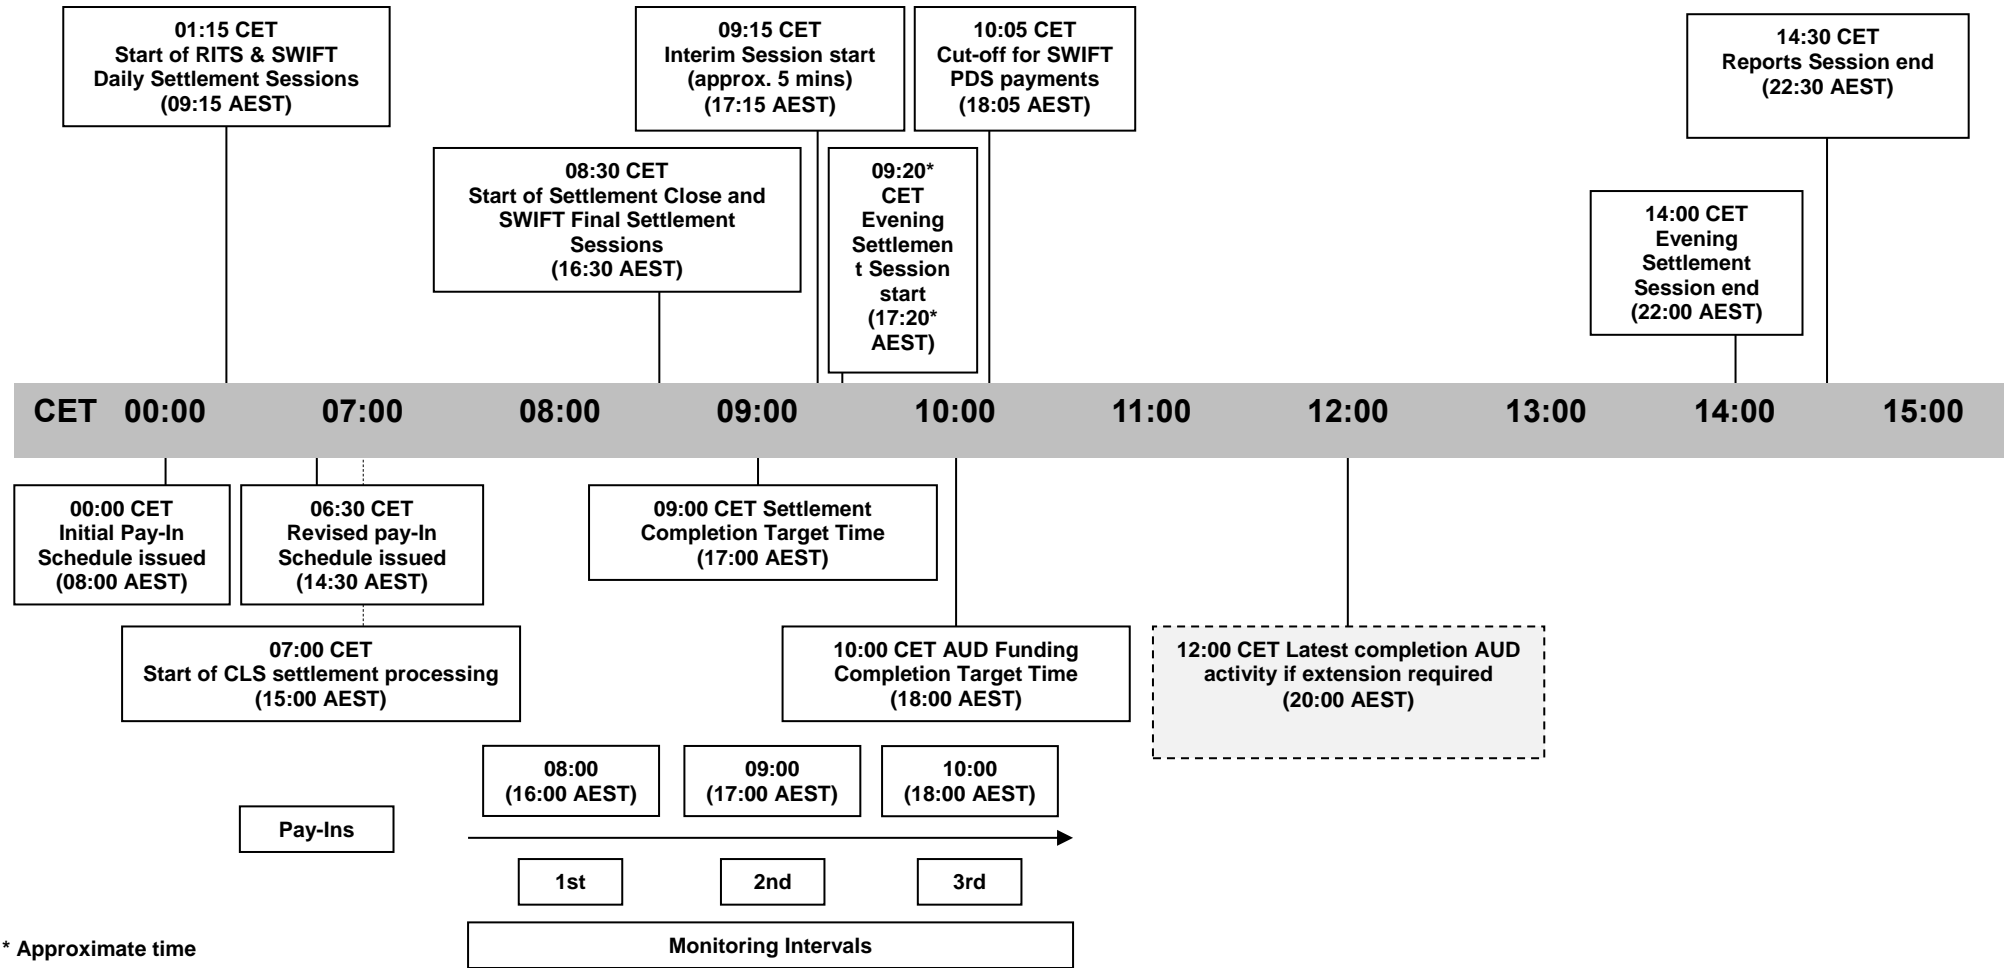 01:15 CET
Start of RITS & SWIFT
Daily Settlement Sessions
(09:15 AEST)
09:15 CET
Interim Session start
(approx. 5 mins)
(17:15 AEST)
10:05 CET
Cut-off for SWIFT
PDS payments
(18:05 AEST)
14:30 CET
Reports Session end
(22:30 AEST)
08:30 CET
Start of Settlement Close and
SWIFT Final Settlement
Sessions
(16:30 AEST)
09:20*
CET
Evening
Settlemen
t Session
start
(17:20*
AEST)
14:00 CET
Evening
Settlement
Session end
(22:00 AEST)
CET 00:00 07:00 08:00 09:00 10:00 11:00 12:00 13:00 14:00 15:00
00:00 CET
Initial Pay-In
Schedule issued
(08:00 AEST)
06:30 CET
Revised pay-In
Schedule issued
(14:30 AEST)
09:00 CET Settlement
Completion Target Time
(17:00 AEST)
07:00 CET
Start of CLS settlement processing
(15:00 AEST)
10:00 CET AUD Funding
Completion Target Time
(18:00 AEST)
12:00 CET Latest completion AUD
activity if extension required
(20:00 AEST)
08:00
(16:00 AEST)
09:00
(17:00 AEST)
10:00
(18:00 AEST)
Pay-Ins
1st
2nd
3rd
Monitoring Intervals
* Approximate time